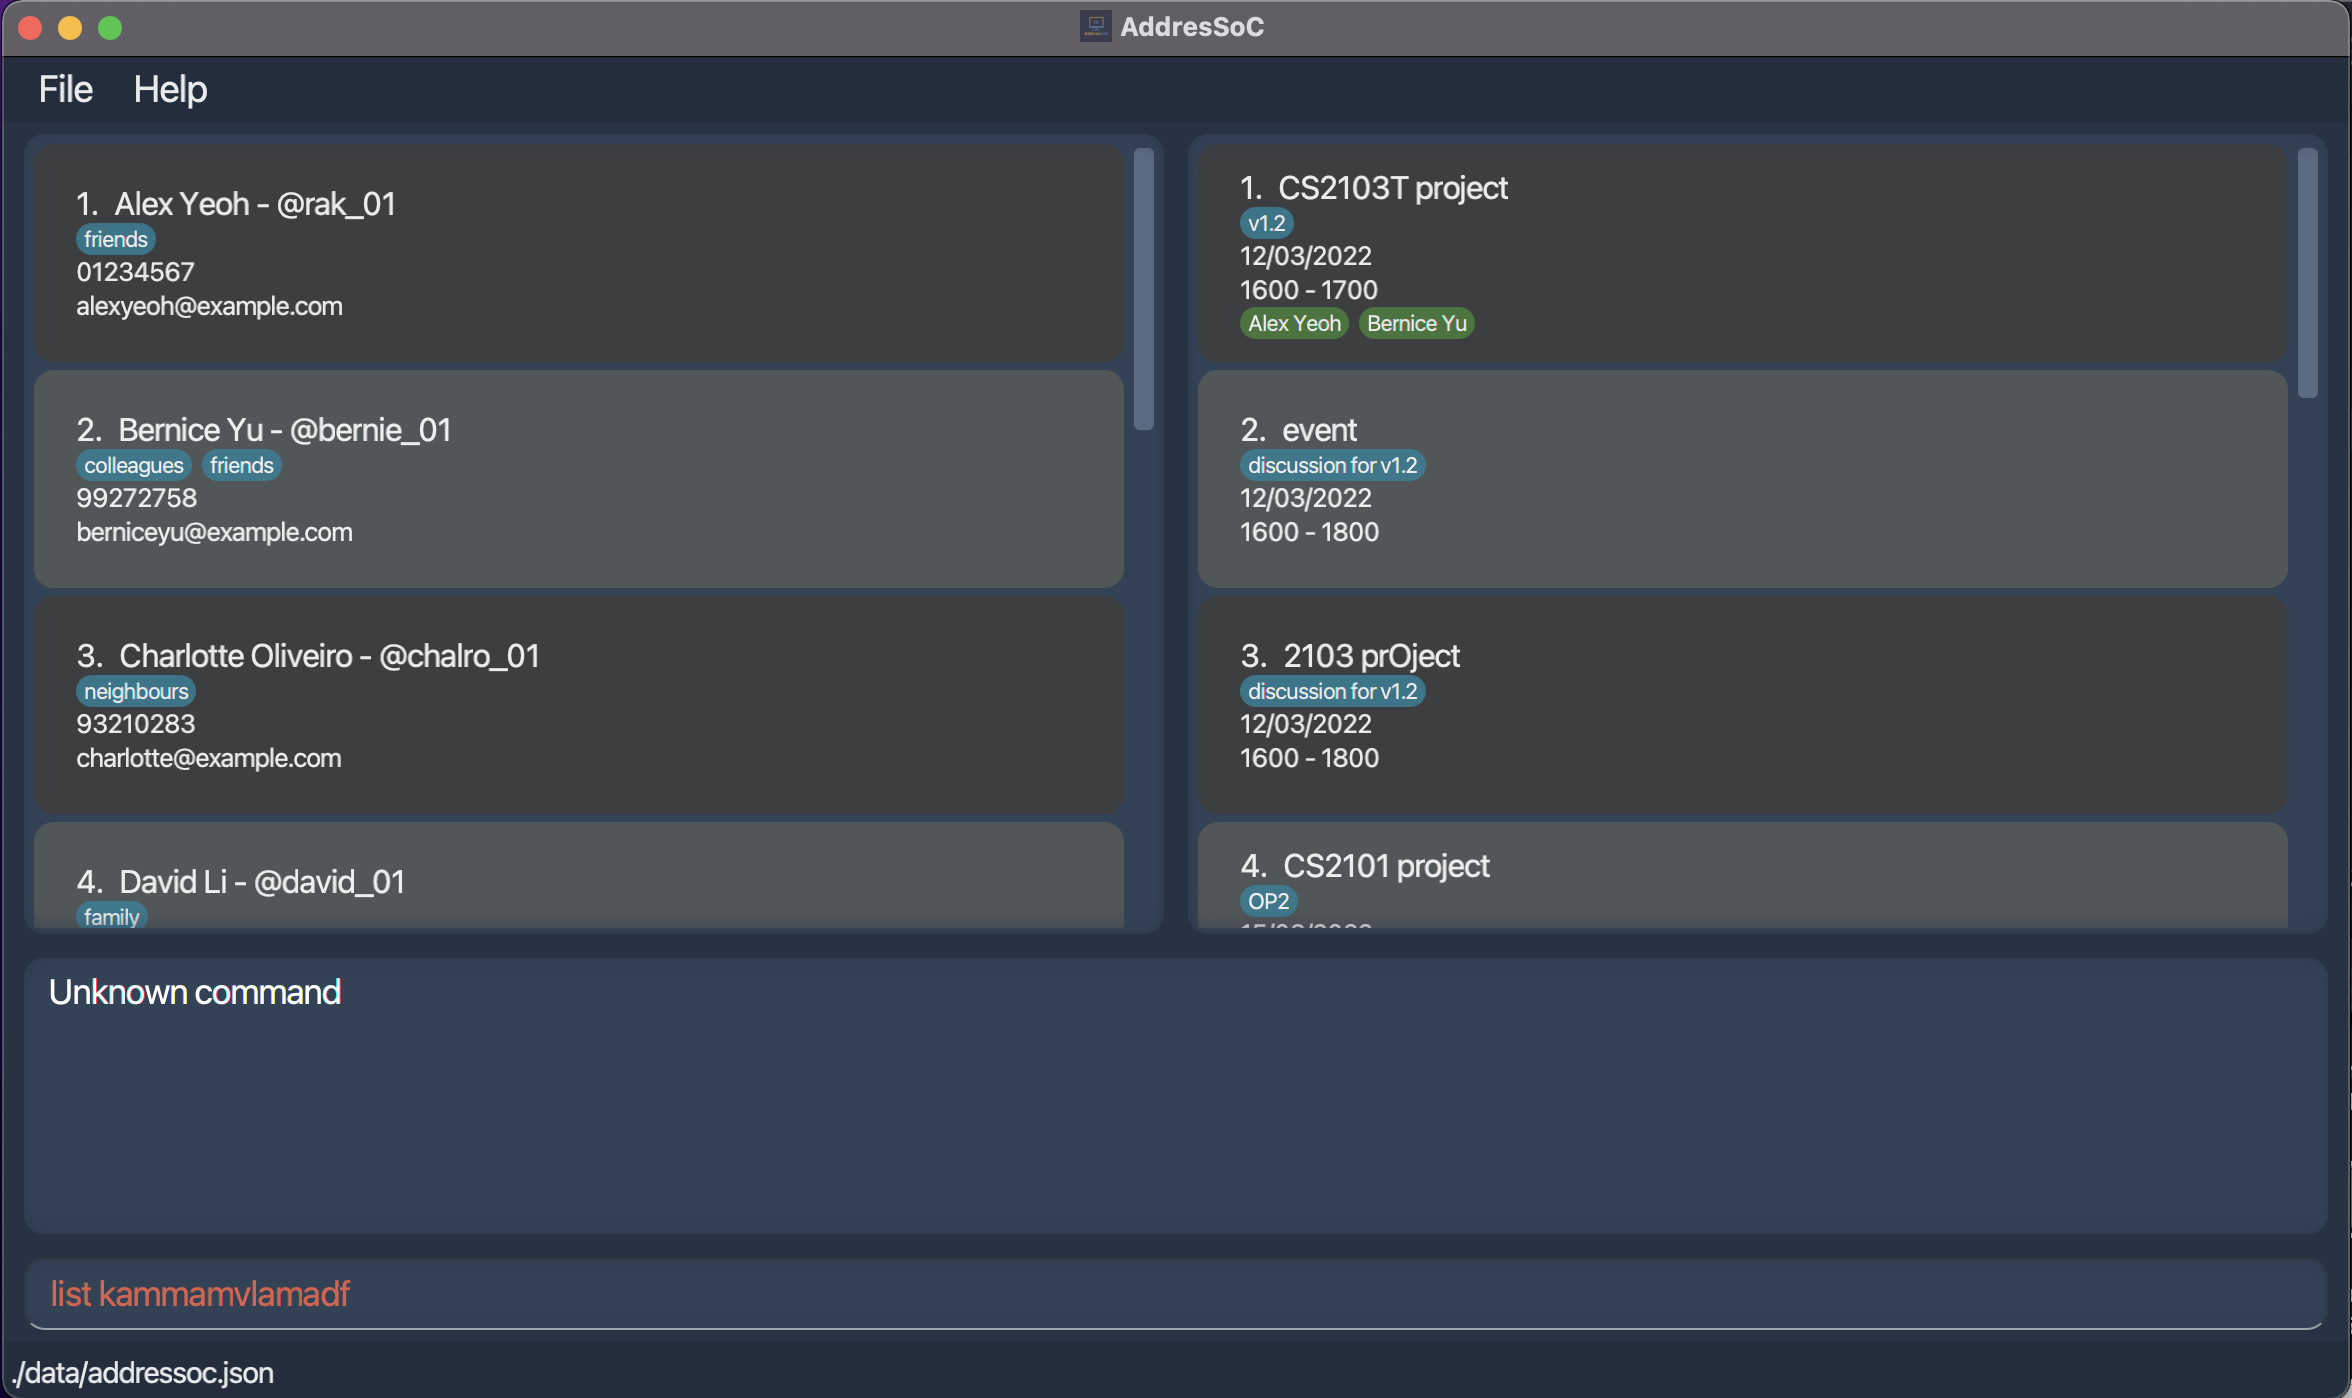 AddresSoC
File Help
1. Alex Yeoh - @rak_01
friends
01234567
alexyeoh@example.com
2. Bernice Yu - @bernie_01
colleagues friends
99272758
berniceyu@example.com
3. Charlotte Oliveiro - @chalro_01
neighbours
93210283
charlotte@example.com
4. David Li - @david_01
family
1. CS2103T project
v1.2
12/03/2022
1600 - 1700
Alex Yeoh Bernice Yu
2. event
discussion for v1.2
12/03/2022
1600 - 1800
3. 2103 prOject
discussion for v1.2
12/03/2022
1600 - 1800
4. CS2101 project
OP2
Unknown command
list kammamvlamadf
./data/addressoc.json